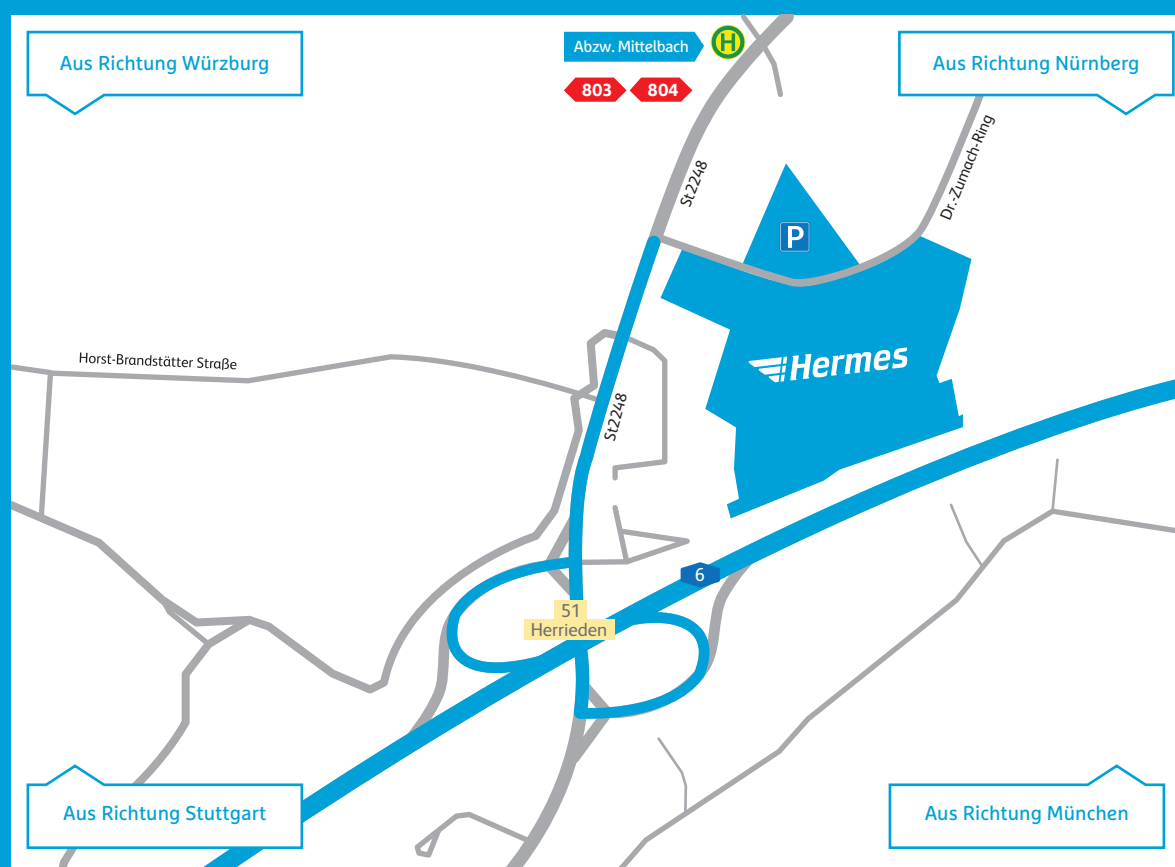 Aus Richtung Würzburg
Abzw. Mittelbach
H
Aus Richtung Nürnberg
803
804
St2248
Dr.-Zumach-Ring
P
Horst-Brandstätter Straße
Hermes
St2248
6
51
Herrieden
Aus Richtung Stuttgart
Aus Richtung München